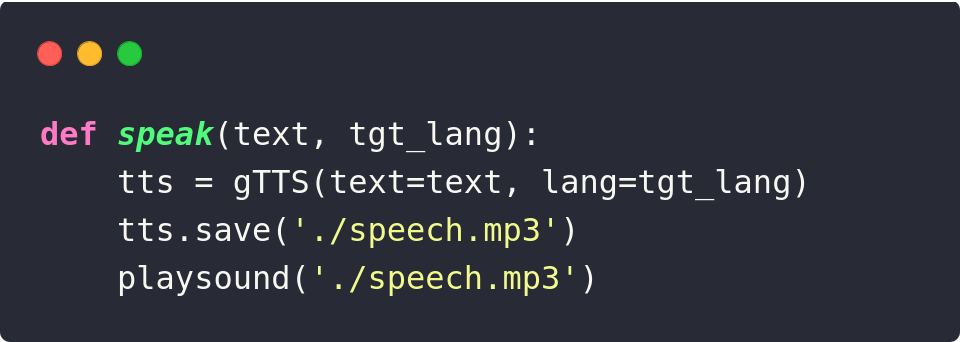 def speak(text, tgt_lang):
    tts = gTTS(text=text, lang=tgt_lang)
    tts.save('./speech.mp3')
    playsound('./speech.mp3')